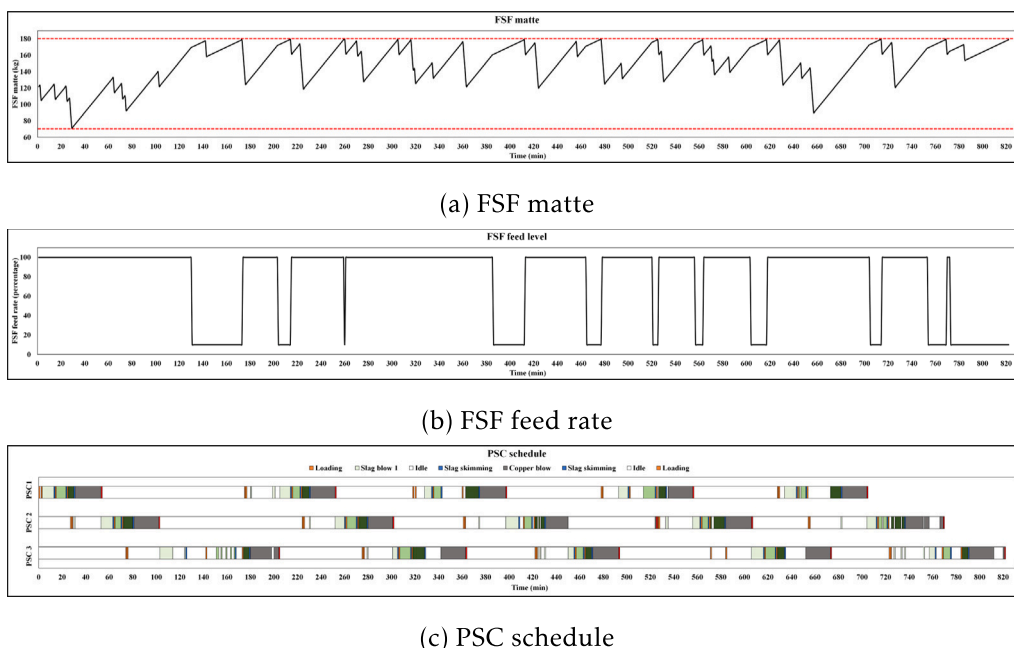 FSF matte
FSF matte (kg)
180
160
140
120
100
80
60
0 20 40 60 80 100 120 140 160 180 200 220 240 260 280 300 320 340 360 380 400 420 440 460 480 500 520 540 560 580 600 620 640 660 680 700 720 740 760 780 800 820
Time (min)
(a) FSF matte
FSF feed level
FSF feed rate (percentage)
100
80
60
40
20
0
0 20 40 60 80 100 120 140 160 180 200 220 240 260 280 300 320 340 360 380 400 420 440 460 480 500 520 540 560 580 600 620 640 660 680 700 720 740 760 780 800 820
Time (min)
(b) FSF feed rate
PSC schedule
Loading Slag blow 1 Idle Slag skimming Copper blow Slag skimming Idle Loading
PSC1
PSC 2
PSC 3
0 20 40 60 80 100 120 140 160 180 200 220 240 260 280 300 320 340 360 380 400 420 440 460 480 500 520 540 560 580 600 620 640 660 680 700 720 740 760 780 800 820
Time (min)
(c) PSC schedule